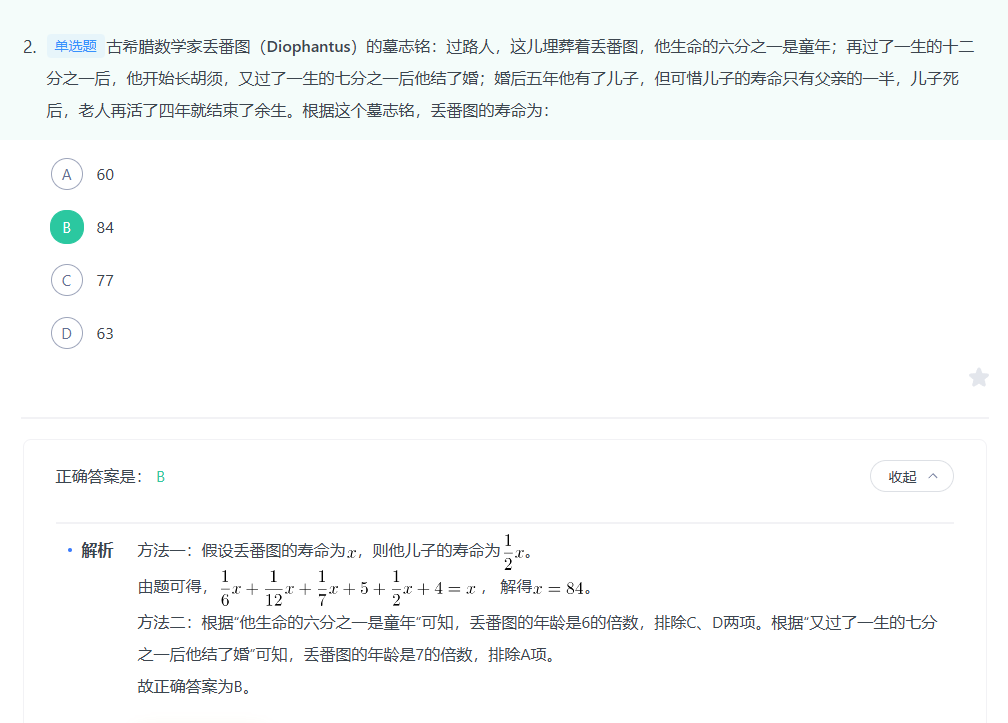 2. 单选题 古希腊数学家丢番图（Diophantus）的墓志铭：过路人，这儿埋葬着丢番图，他生命的六分之一是童年；再过了一生的十二
分之一后，他开始长胡须，又过了一生的七分之一后他结了婚；婚后五年他有了儿子，但可惜儿子的寿命只有父亲的一半，儿子死
后，老人再活了四年就结束了余生。根据这个墓志铭，丢番图的寿命为：
A 60
B 84
C 77
D 63
正确答案是： B 收起
• 解析 方法一：假设丢番图的寿命为x，则他儿子的寿命为1/2x。
由题可得，1/6x + 1/12x + 1/7x + 5 + 1/2x + 4 = x ，解得x = 84。
方法二：根据“他生命的六分之一是童年”可知，丢番图的年龄是6的倍数，排除C、D两项。根据“又过了一生的七分
之一后他结了婚”可知，丢番图的年龄是7的倍数，排除A项。
故正确答案为B。